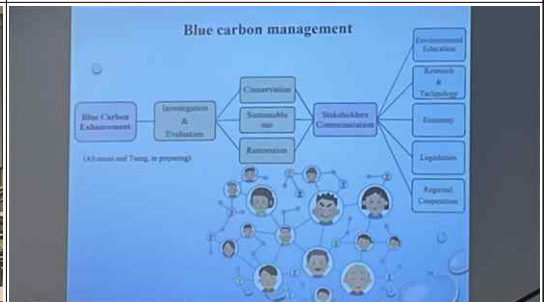 Blue carbon management
Environmental
Education
Research
&
Technology
Conservation
Blue Carbon
Enhancement
Investigation
&
Evaluation
Sustainable
use
Stakeholders
Communication
Economy
Restoration
Legislation
Regional
Cooperation
and Tseng, in preparing)